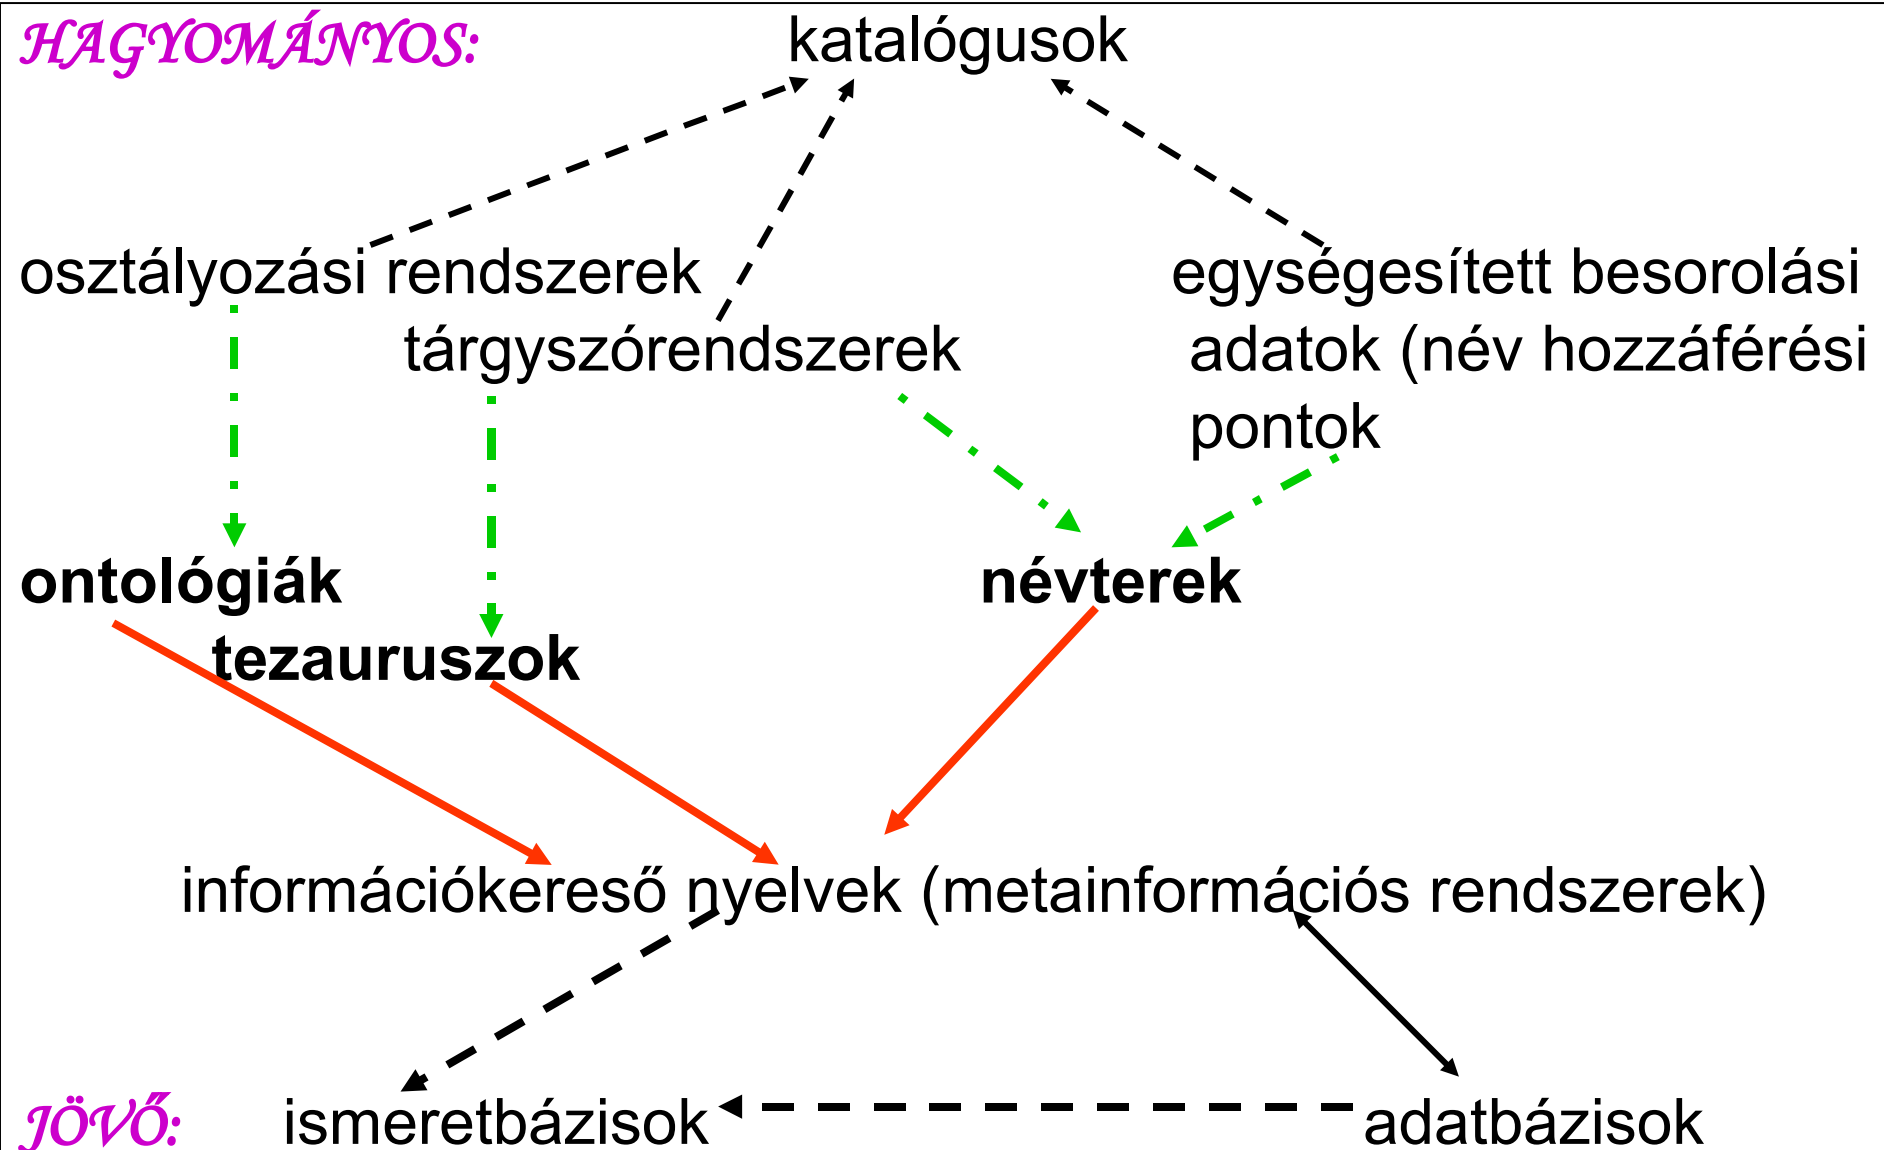 HAGYOMÁNYOS: katalógusok
osztályozási rendszerek egységesített besorolási
tárgyszórendszerek adatok (név hozzáférési
pontok
ontológiák névterek
tezauruszok
információkereső nyelvek (metainformációs rendszerek)
JÖVŐ: ismeretbázisok adatbázisok